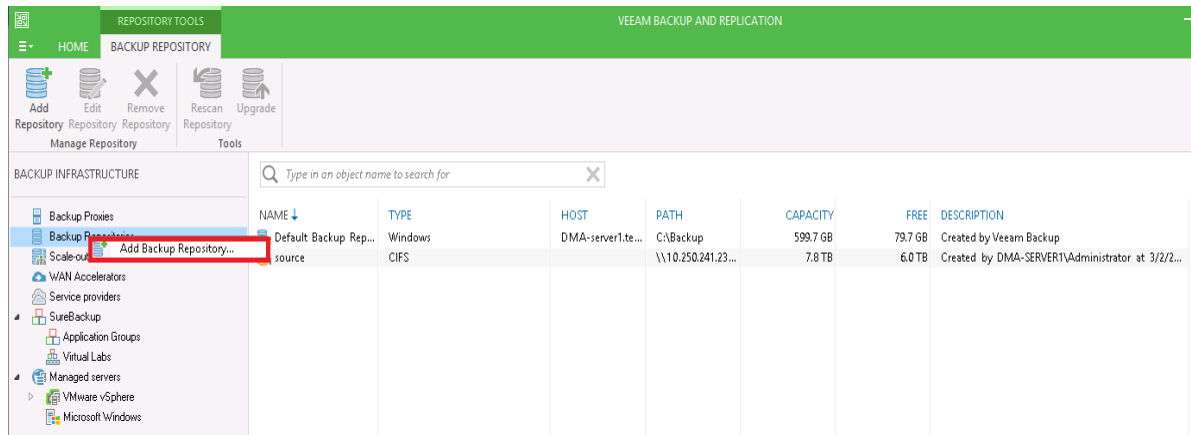 REPOSITORY TOOLS
VEEAM BACKUP AND REPLICATION
HOME
BACKUP REPOSITORY
Add Repository
Edit Repository
Remove Repository
Rescan Repository
Upgrade
Manage Repository
Tools
BACKUP INFRASTRUCTURE
Type in an object name to search for
Backup Proxies
Backup
Add Backup Repository...
Scale-out
WAN Accelerators
Service providers
SureBackup
Application Groups
Virtual Labs
Managed servers
VMware vSphere
Microsoft Windows
NAME TYPE HOST PATH CAPACITY FREE DESCRIPTION
Default Backup Rep... Windows DMA-server1.te... C:\Backup 599.7 GB 79.7 GB Created by Veeam Backup
source CIFS \\10.250.241.23... 7.8 TB 6.0 TB Created by DMA-SERVER1\Administrator at 3/2/2...